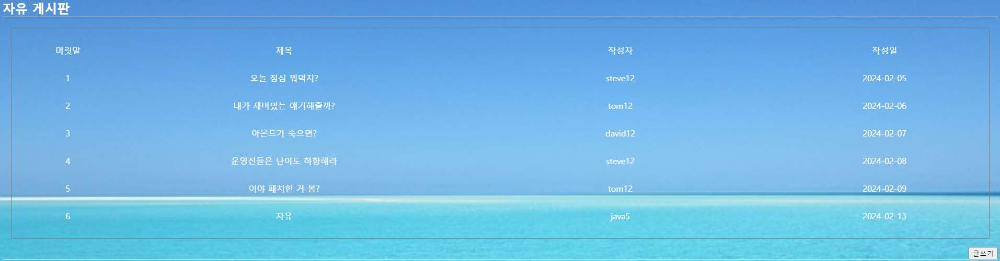 자유 게시판
머릿말 제목 작성자 작성일
1 오늘 점심 뭐먹지? steve12 2024-02-05
2 내가 재미있는 얘기해줄까? tom12 2024-02-06
3 아몬드가 죽으면? david12 2024-02-07
4 운영진들은 난이도 하향해라 steve12 2024-02-08
5 이야 패치한 거 봄? tom12 2024-02-09
6 자유 java5 2024-02-13
글쓰기